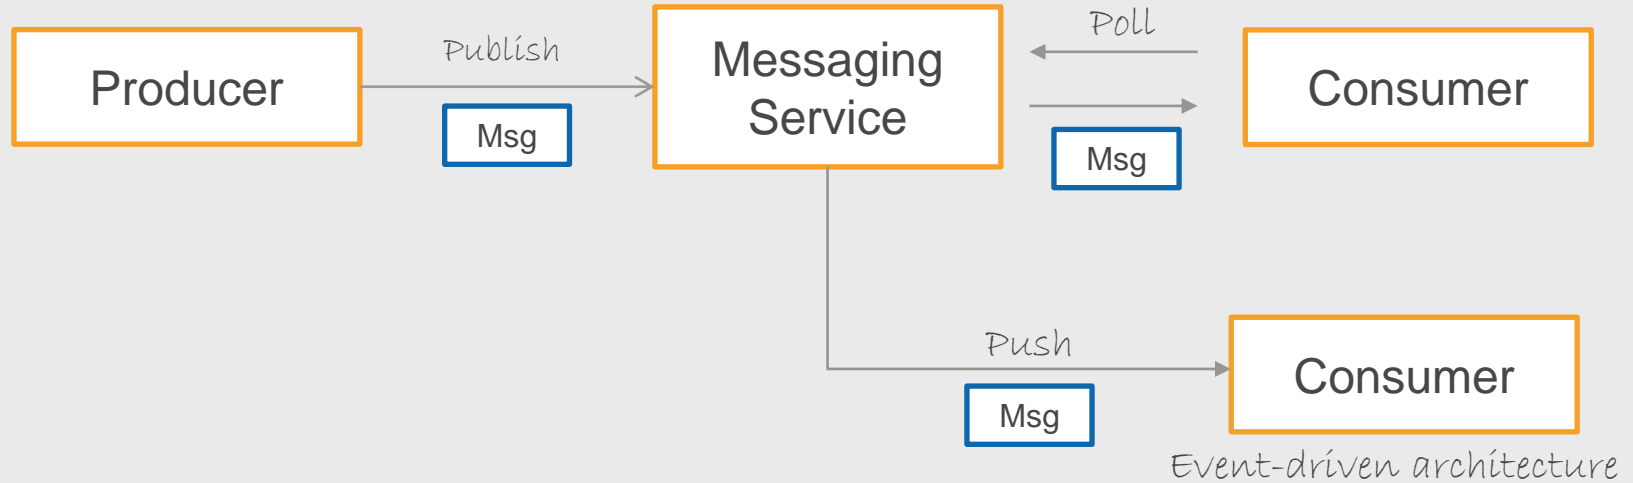 Producer
Publish
Msg
Messaging
Service
Poll
Msg
Consumer
Push
Msg
Consumer
Event-driven architecture